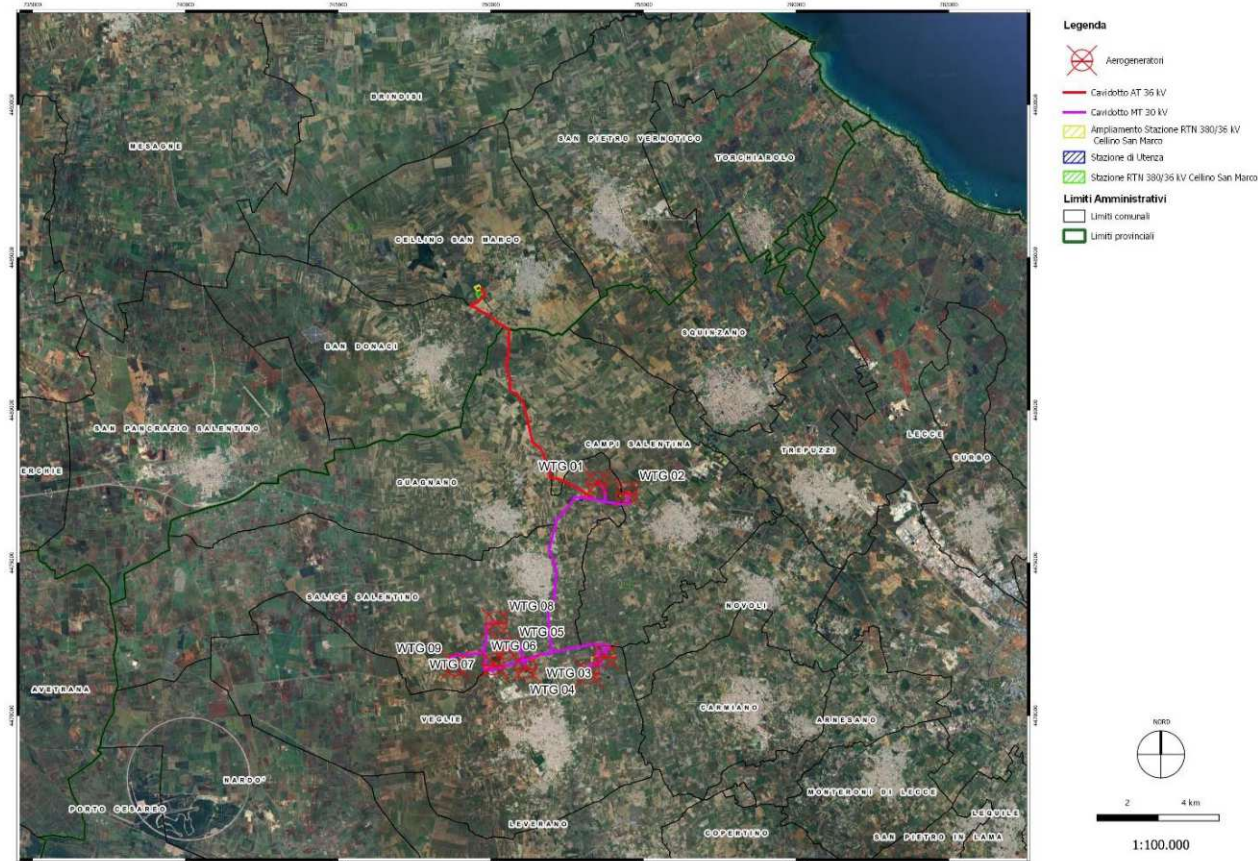 BRINDISI
MESAGNE
SAN PIETRO VERNOTICO
TORCHIAROLO
CELLINO SAN MARCO
SAN DONACI
SQUINZANO
SAN PANCRAZIO SALENTINO
ERCHIE
CAMPI SALENTINA
TREPUZZI
LECCE
SURBO
WTG 01
WTG 02
GUAGNANO
SALICE SALENTINO
NOVOLI
WTG 08
WTG 05
WTG 09
WTG 06
WTG 07
WTG 03
WTG 04
AVETRANA
VEGLIE
CARMIANO
ARNESANO
NARDO'
PORTO CESAREO
MONTERONI DI LECCE
LEVERANO
COPERTINO
LEQUILE
SAN PIETRO IN LAMA
Legenda
Aerogeneratori
Cavidotto AT 36 kV
Cavidotto MT 30 kV
Ampliamento Stazione RTN 380/36 kV
Cellino San Marco
Stazione di Utenza
Stazione RTN 380/36 kV Cellino San Marco
Limiti Amministrativi
Limiti comunali
Limiti provinciali
NORD
2 4 km
1:100.000